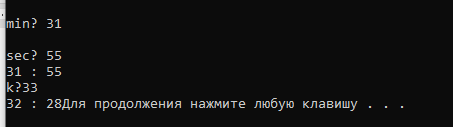 min? 31
sec? 55
31 : 55
k?33
32 : 28Для продолжения нажмите любую клавишу . . .